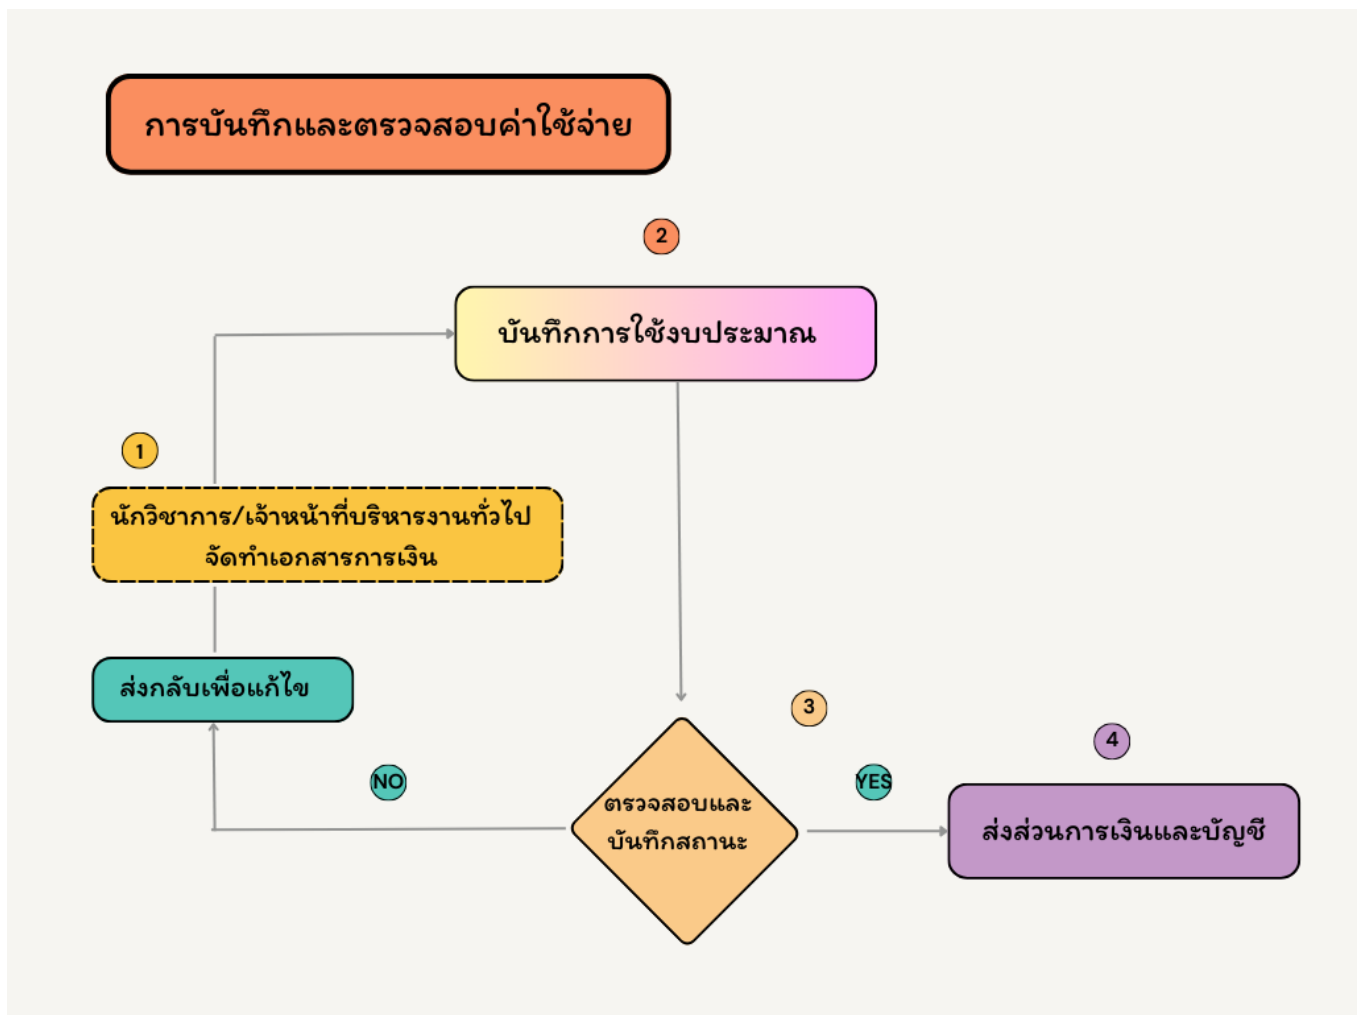 การบันทึกและตรวจสอบค่าใช้จ่าย
2
บันทึกการใช้งบประมาณ
1
นักวิชาการ/เจ้าหน้าที่บริหารงานทั่วไป
จัดทำเอกสารการเงิน
ส่งกลับเพื่อแก้ไข
3
4
NO
YES
ตรวจสอบและ
บันทึกสถานะ
ส่งส่วนการเงินและบัญชี